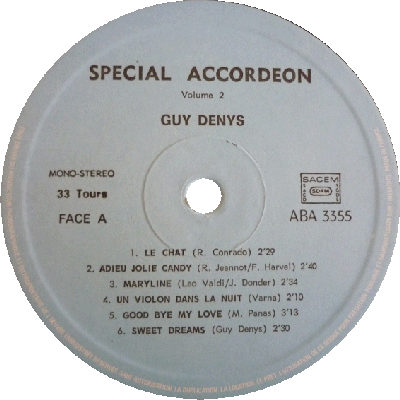 SPECIAL ACCORDEON
Volume 2
GUY DENYS
MONO-STEREO
33 Tours
FACE A
SACEM
SDRM
ABA 3355
1. LE CHAT (R. Conrado) 2'29
2. ADIEU JOLIE CANDY (R. Jeannot/F. Harvel) 2'40
3. MARYLINE (Leo Valdi/J. Donder) 2'34
4. UN VIOLON DANS LA NUIT (Varna) 2'10
5. GOOD BYE MY LOVE (M. Panas) 3'13
6. SWEET DREAMS (Guy Denys) 2'30